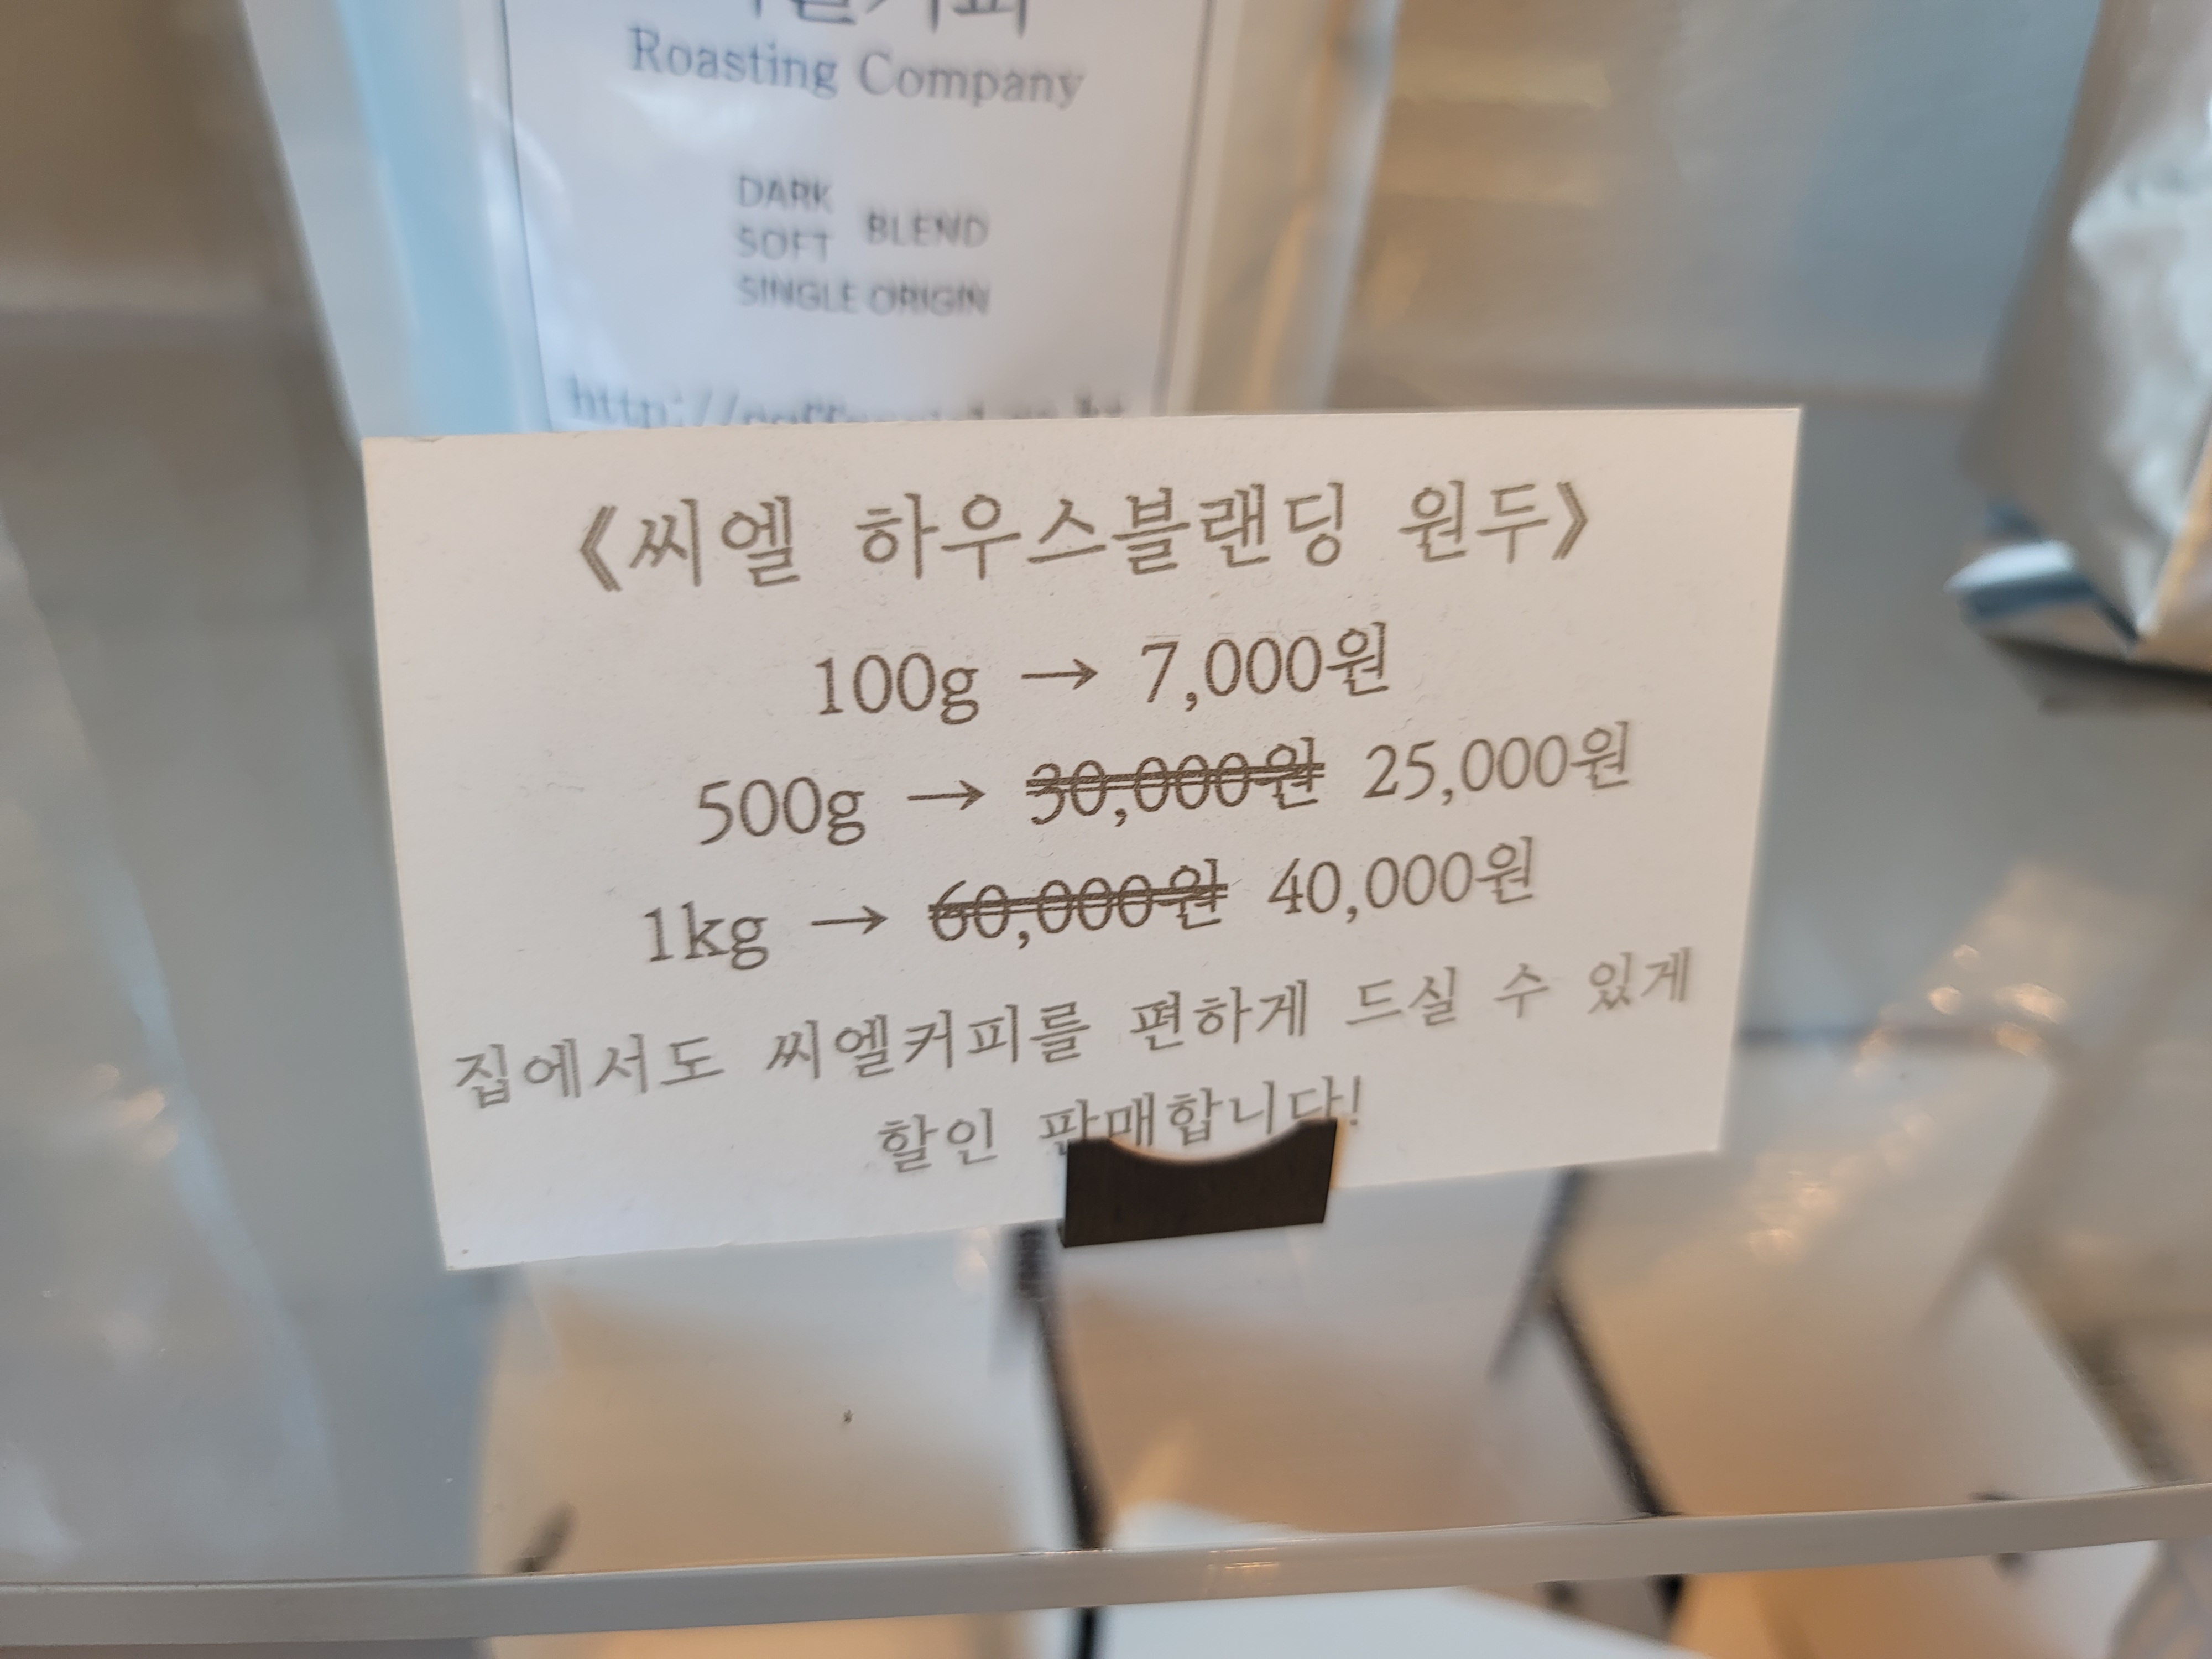 Roasting Company
DARK
SOFT BLEND
SINGLE ORIGIN
《씨엘 하우스블랜딩 원두》
100g → 7,000원
500g → 30,000원 25,000원
1kg → 60,000원 40,000원
집에서도 씨엘커피를 편하게 드실 수 있게
할인 판매합니다!